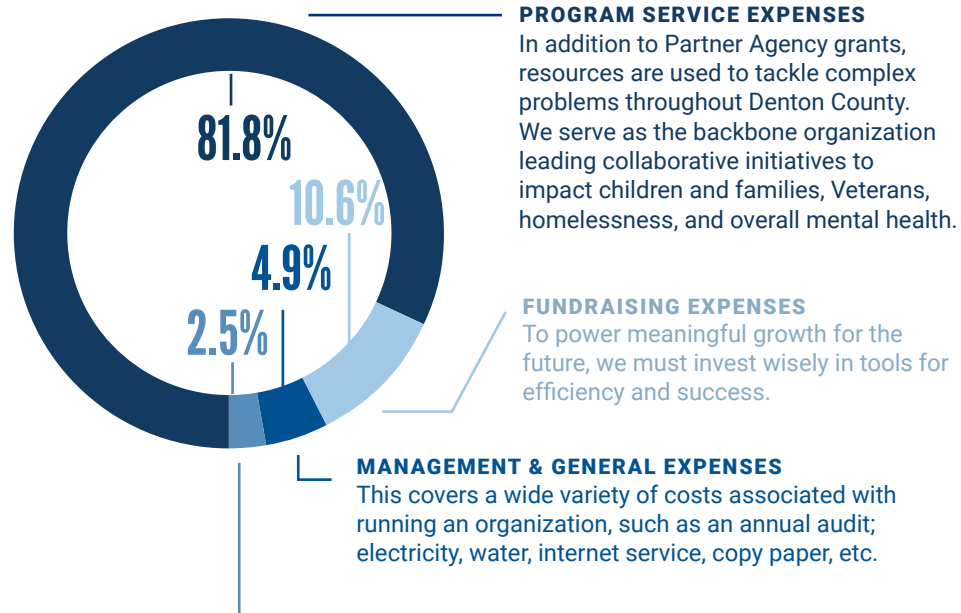 PROGRAM SERVICE EXPENSES
In addition to Partner Agency grants,
resources are used to tackle complex
problems throughout Denton County.
We serve as the backbone organization
leading collaborative initiatives to
impact children and families, Veterans,
homelessness, and overall mental health.
81.8%
10.6%
4.9%
2.5%
FUNDRAISING EXPENSES
To power meaningful growth for the
future, we must invest wisely in tools for
efficiency and success.
MANAGEMENT & GENERAL EXPENSES
This covers a wide variety of costs associated with
running an organization, such as an annual audit;
electricity, water, internet service, copy paper, etc.